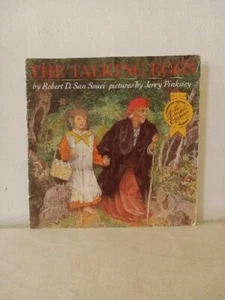 THE TALKING EGGS
by Robert D. San Souci pictures by Jerry Pinkney